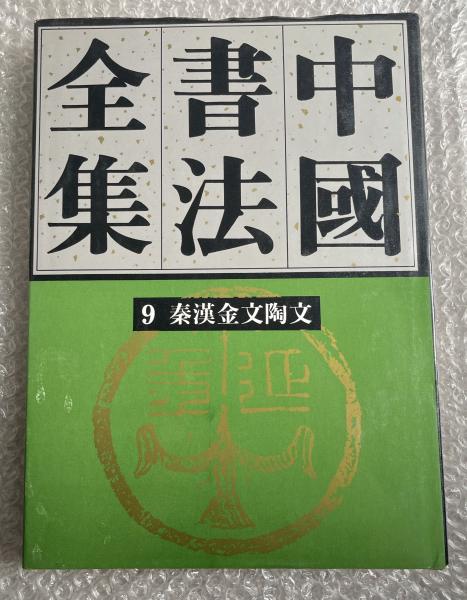 中國
書法
全集
9 秦漢金文陶文